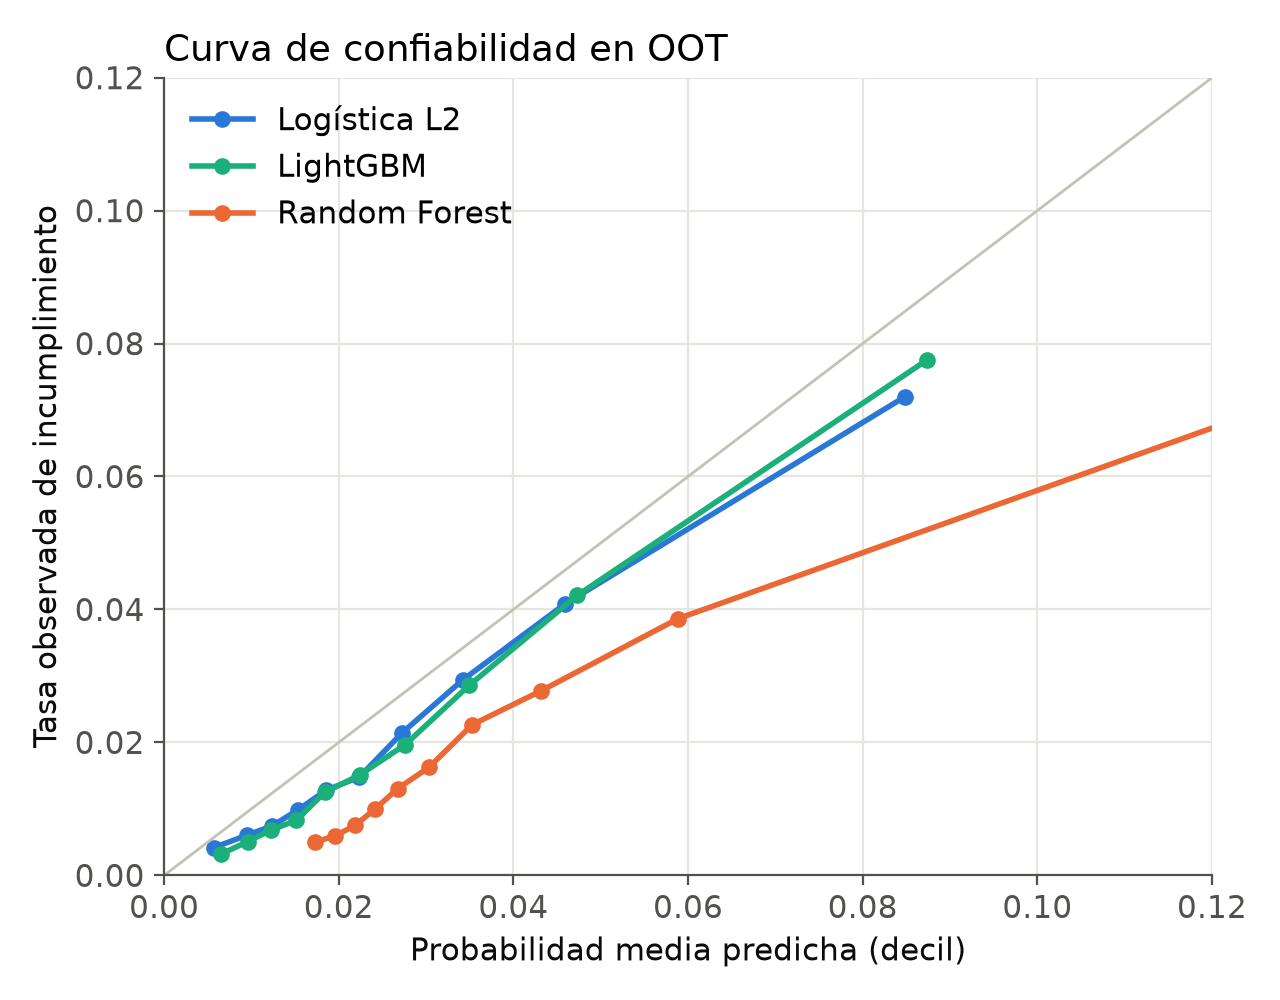 Curva de confiabilidad en OOT
Logística L2
LightGBM
Random Forest
Tasa observada de incumplimiento
0.12
0.10
0.08
0.06
0.04
0.02
0.00
0.00 0.02 0.04 0.06 0.08 0.10 0.12
Probabilidad media predicha (decil)